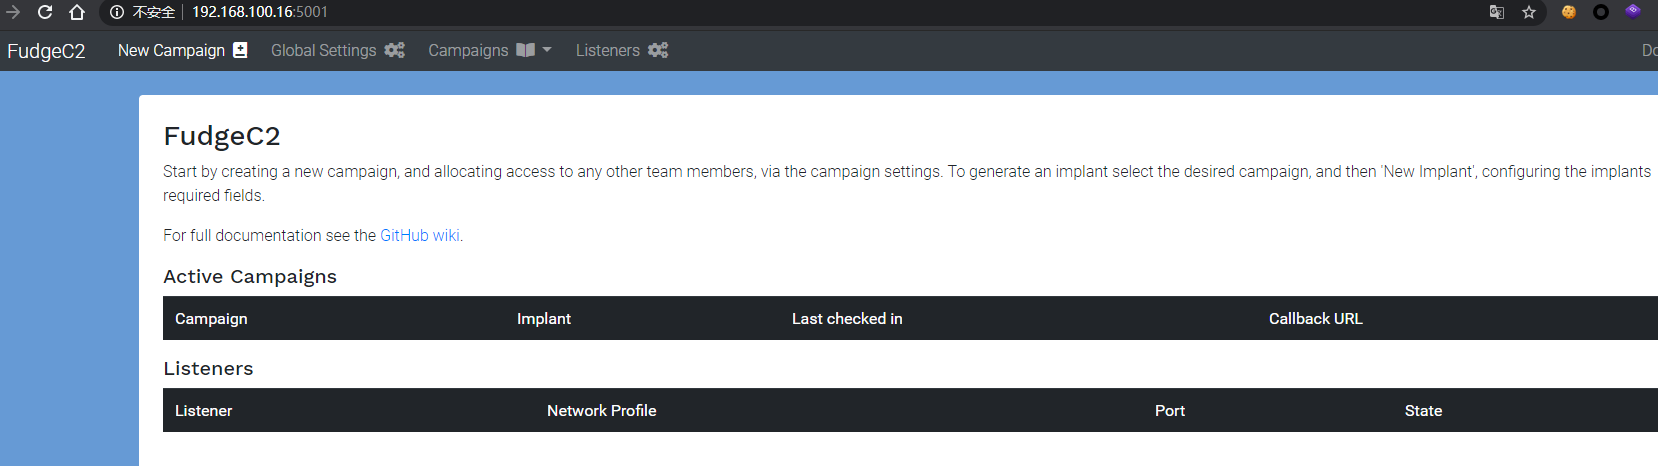 不安全 192.168.100.16:5001
FudgeC2 New Campaign Global Settings Campaigns Listeners
FudgeC2
Start by creating a new campaign, and allocating access to any other team members, via the campaign settings. To generate an implant select the desired campaign, and then 'New Implant', configuring the implants
required fields.
For full documentation see the GitHub wiki.
Active Campaigns
Campaign Implant Last checked in Callback URL
Listeners
Listener Network Profile Port State